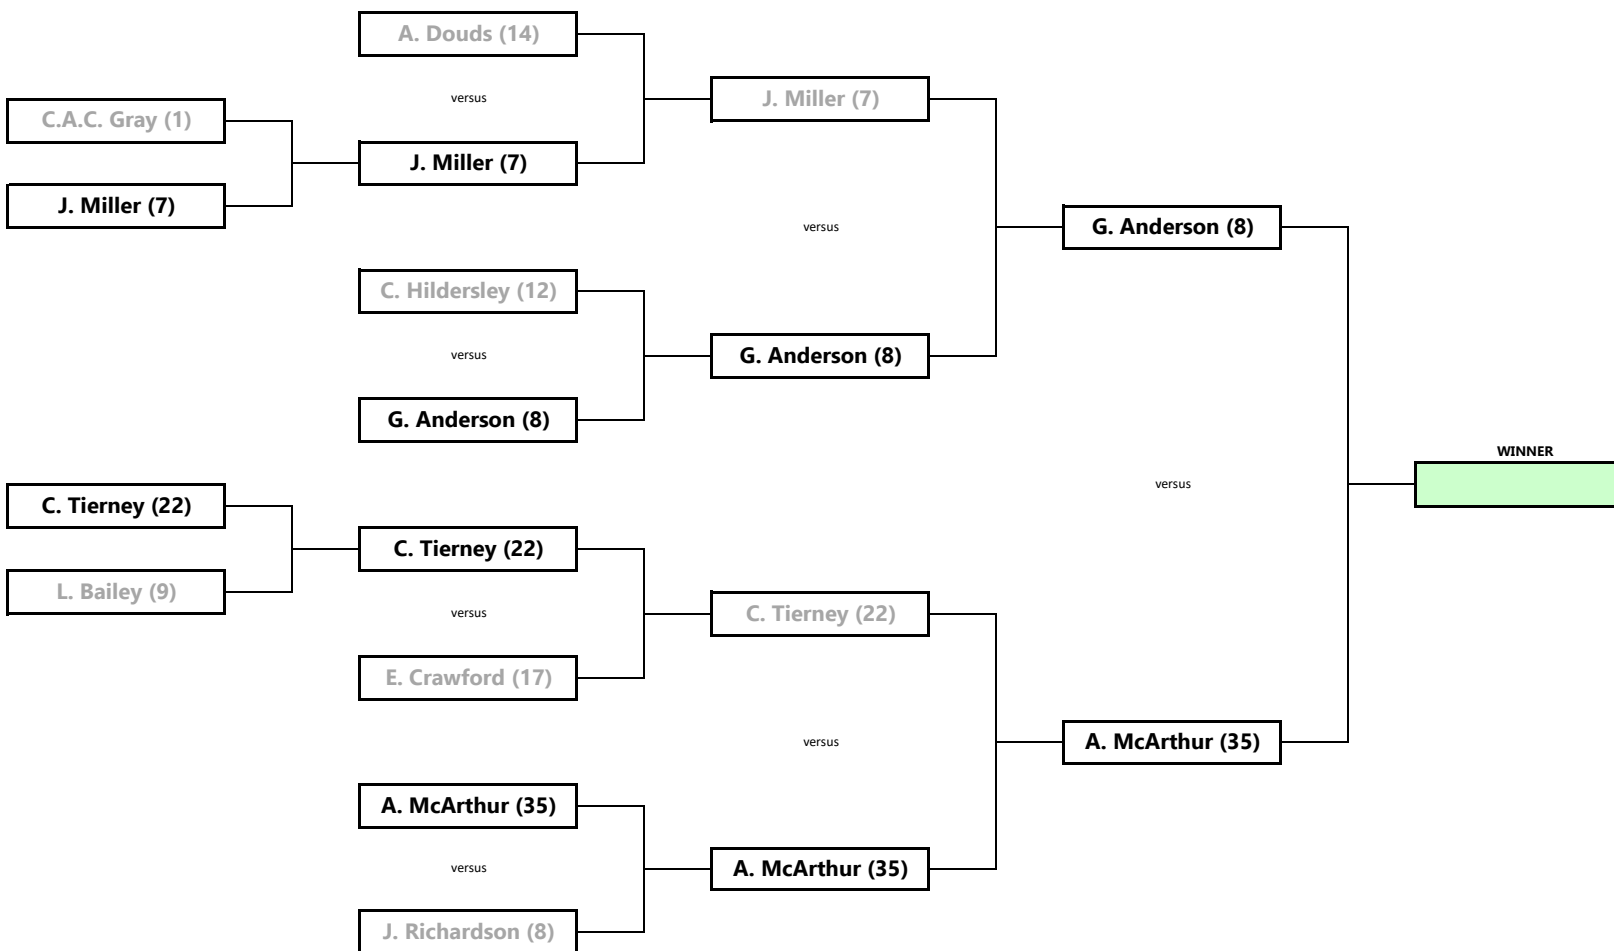 A. Douds (14)
versus
J. Miller (7)
C.A.C. Gray (1)
J. Miller (7)
J. Miller (7)
versus
G. Anderson (8)
C. Hildersley (12)
versus
G. Anderson (8)
G. Anderson (8)
WINNER
C. Tierney (22)
versus
C. Tierney (22)
L. Bailey (9)
versus
C. Tierney (22)
E. Crawford (17)
versus
A. McArthur (35)
A. McArthur (35)
versus
A. McArthur (35)
J. Richardson (8)